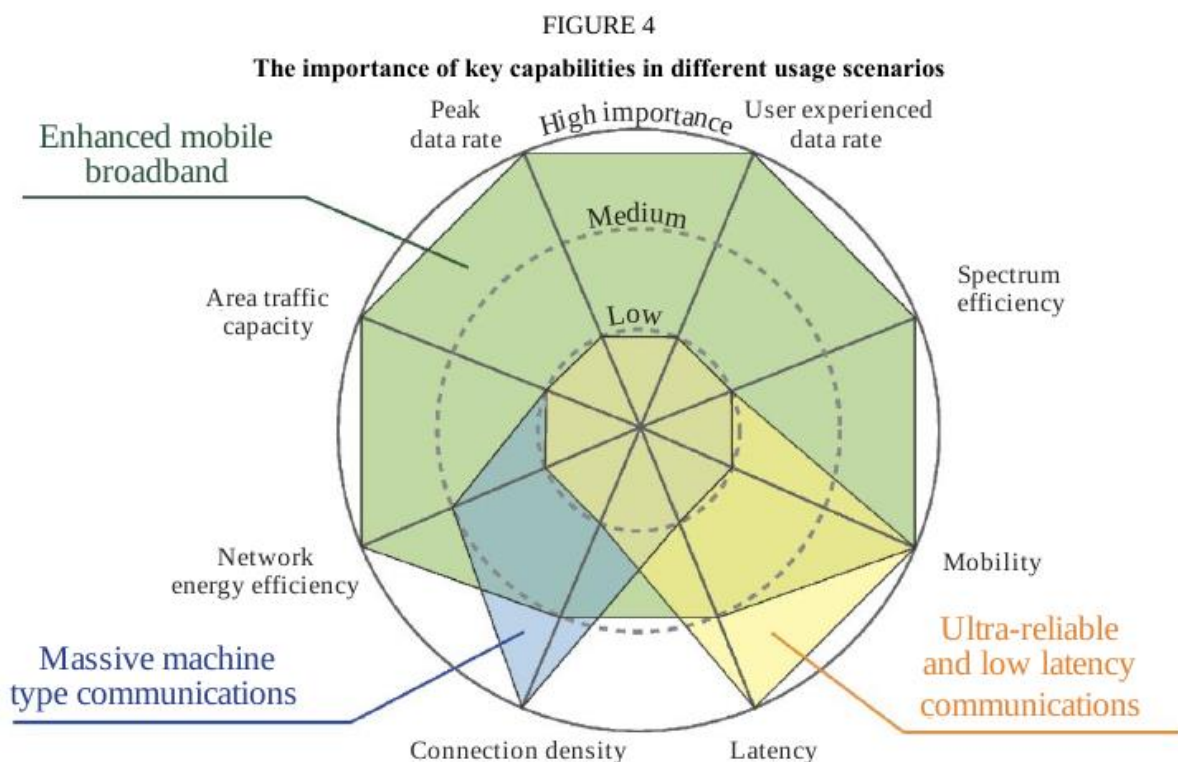 FIGURE 4
The importance of key capabilities in different usage scenarios
Peak
data rate
High importance
User experienced
data rate
Enhanced mobile
broadband
Medium
Area traffic
capacity
Spectrum
efficiency
Low
Network
energy efficiency
Mobility
Massive machine
type communications
Ultra-reliable
and low latency
communications
Connection density
Latency